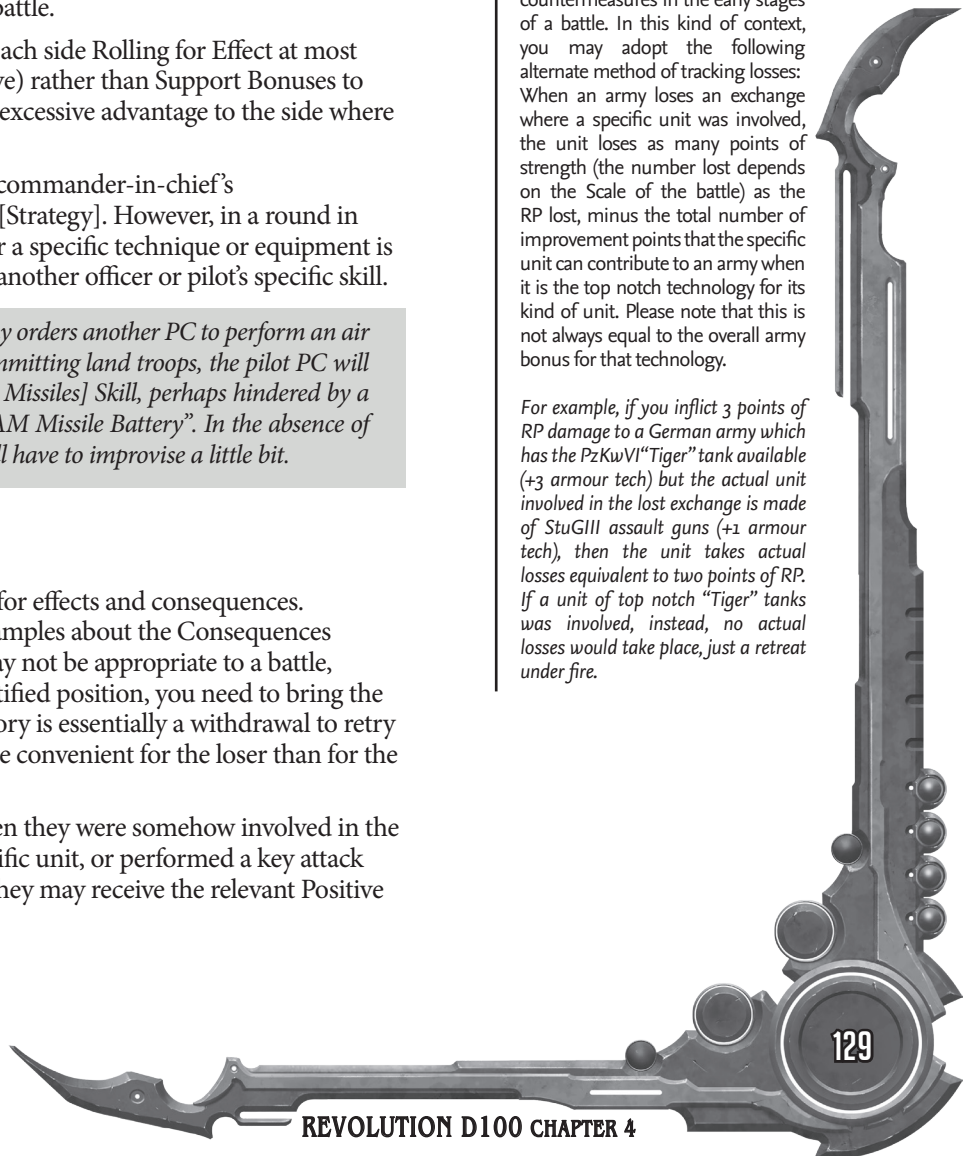 battle.
ach side Rolling for Effect at most
ve) rather than Support Bonuses to
excessive advantage to the side where
commander-in-chief's
[Strategy]. However, in a round in
r a specific technique or equipment is
another officer or pilot's specific skill.
y orders another PC to perform an air
mmitting land troops, the pilot PC will
Missiles] Skill, perhaps hindered by a
AM Missile Battery”. In the absence of
ll have to improvise a little bit.
for effects and consequences.
amples about the Consequences
ay not be appropriate to a battle,
tified position, you need to bring the
ory is essentially a withdrawal to retry
e convenient for the loser than for the
en they were somehow involved in the
ific unit, or performed a key attack
hey may receive the relevant Positive
countermeasures in the early stages
of a battle. In this kind of context,
you may adopt the following
alternate method of tracking losses:
When an army loses an exchange
where a specific unit was involved,
the unit loses as many points of
strength (the number lost depends
on the Scale of the battle) as the
RP lost, minus the total number of
improvement points that the specific
unit can contribute to an army when
it is the top notch technology for its
kind of unit. Please note that this is
not always equal to the overall army
bonus for that technology.
For example, if you inflict 3 points of
RP damage to a German army which
has the PzKwVI“Tiger” tank available
(+3 armour tech) but the actual unit
involved in the lost exchange is made
of StuGIII assault guns (+1 armour
tech), then the unit takes actual
losses equivalent to two points of RP.
If a unit of top notch “Tiger” tanks
was involved, instead, no actual
losses would take place, just a retreat
under fire.
129
REVOLUTION D100 CHAPTER 4